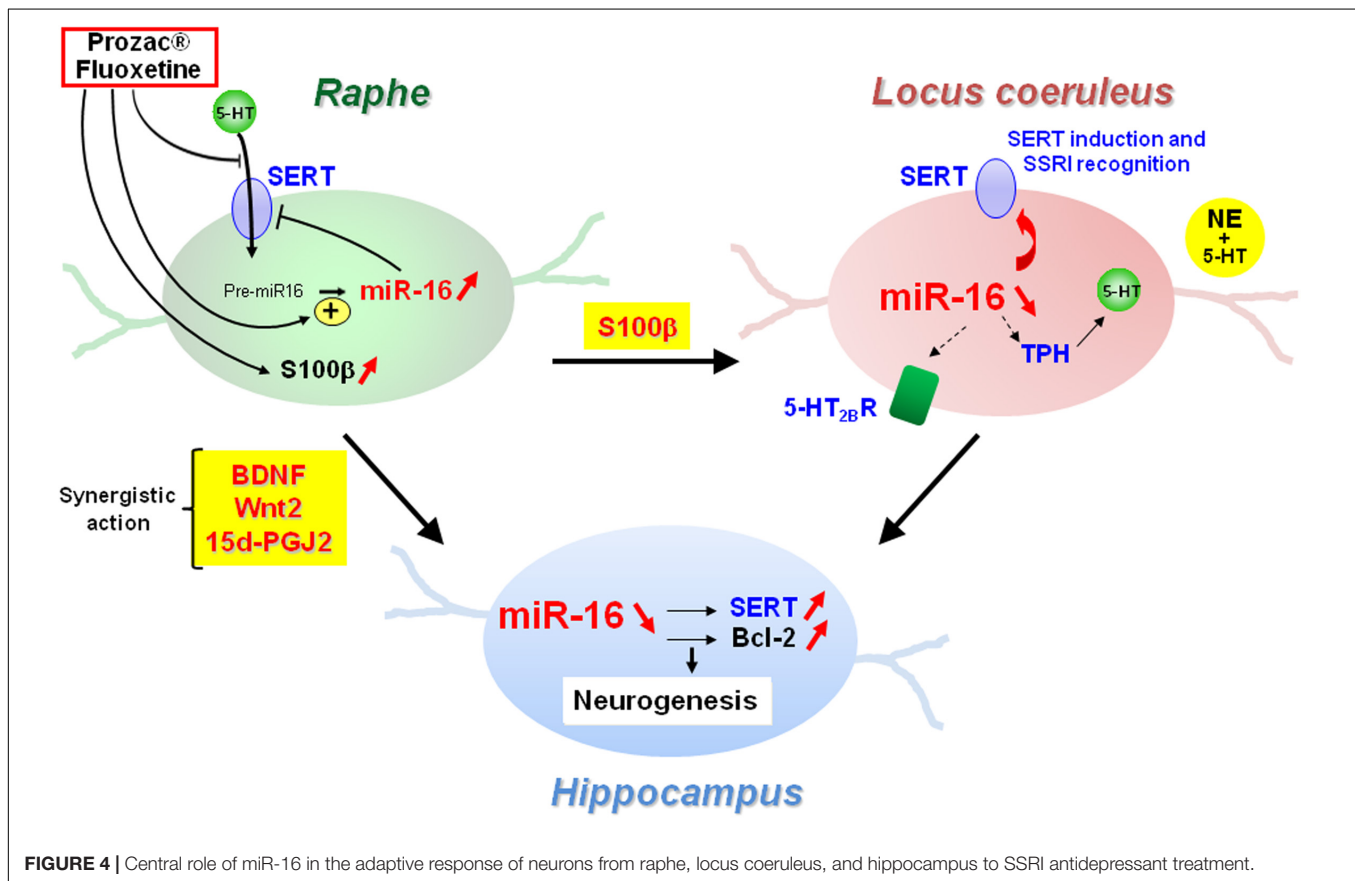 Prozac®
Fluoxetine
Raphe
5-HT
SERT
Pre-miR16
miR-16
+
S100β
Locus coeruleus
SERT induction and
SSRI recognition
SERT
NE
+
5-HT
miR-16
5-HT
TPH
5-HT2BR
S100β
Synergistic
action
BDNF
Wnt2
15d-PGJ2
miR-16
SERT
Bcl-2
Neurogenesis
Hippocampus
FIGURE 4 | Central role of miR-16 in the adaptive response of neurons from raphe, locus coeruleus, and hippocampus to SSRI antidepressant treatment.